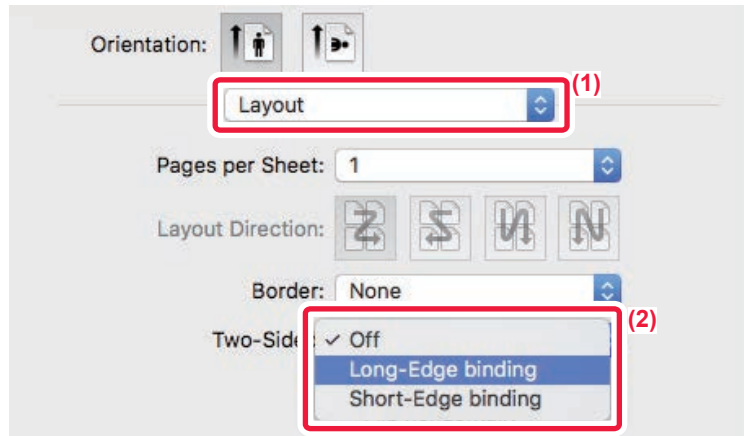 Orientation:
(1)
Layout
Pages per Sheet: 1
Layout Direction:
Border: None
(2)
Two-Side : ✓ Off
Long-Edge binding
Short-Edge binding